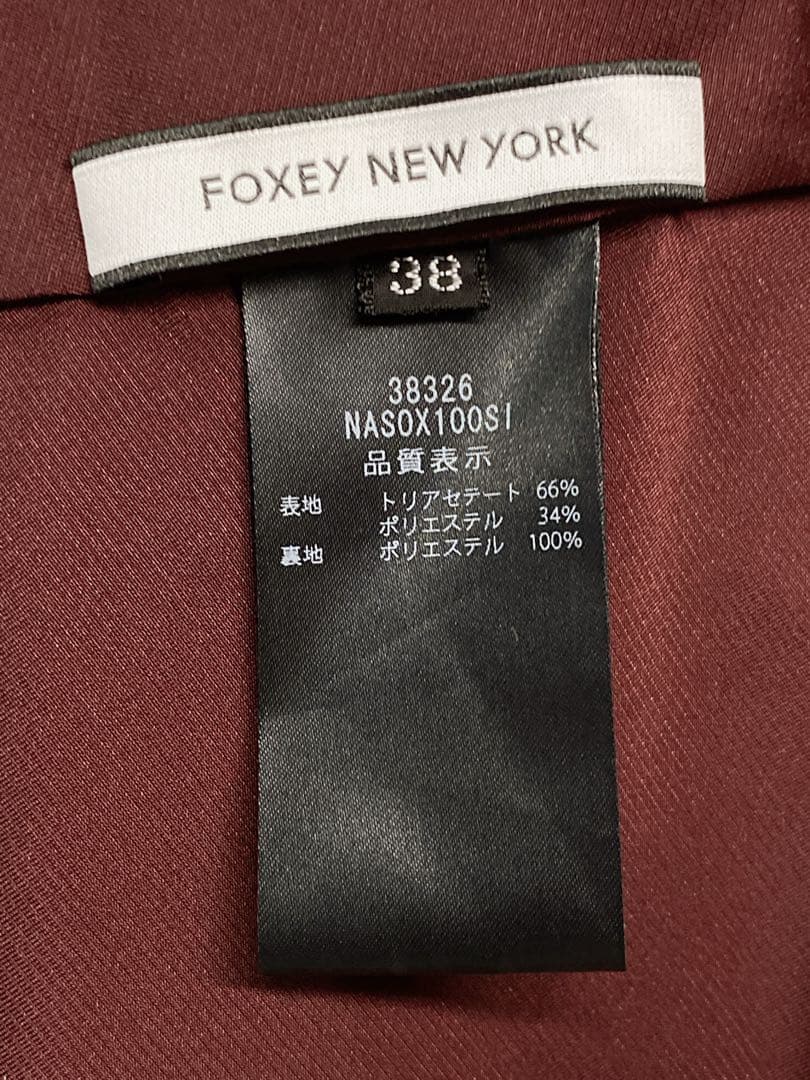 FOXEY NEW YORK
38
38326
NASOX100SI
品質表示
表地 トリアセテート 66%
ポリエステル 34%
裏地 ポリエステル 100%